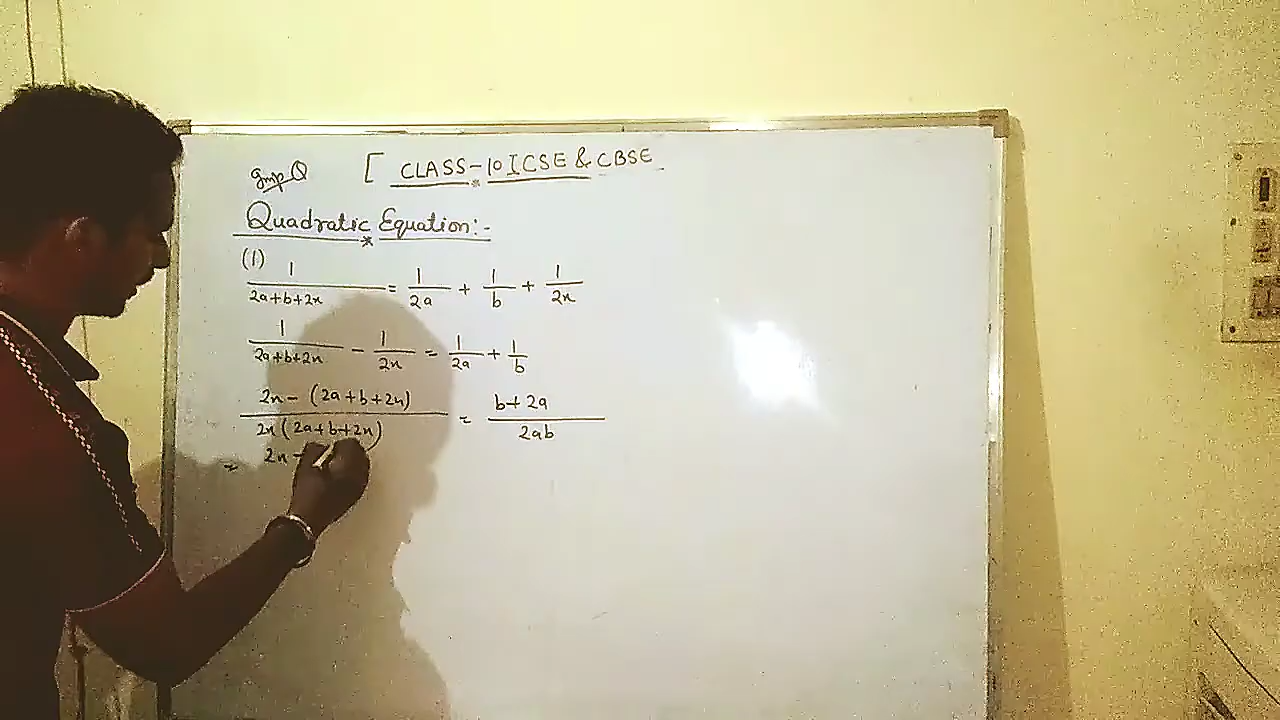 Imp Q [ CLASS-10 ICSE & CBSE
Quadratic Equation:-
(1) 1/(2a+b+2x) = 1/2a + 1/b + 1/2x
1/(2a+b+2x) - 1/2x = 1/2a + 1/b
(2x - (2a+b+2x))/(2x(2a+b+2x)) = (b+2a)/2ab
= 2x -